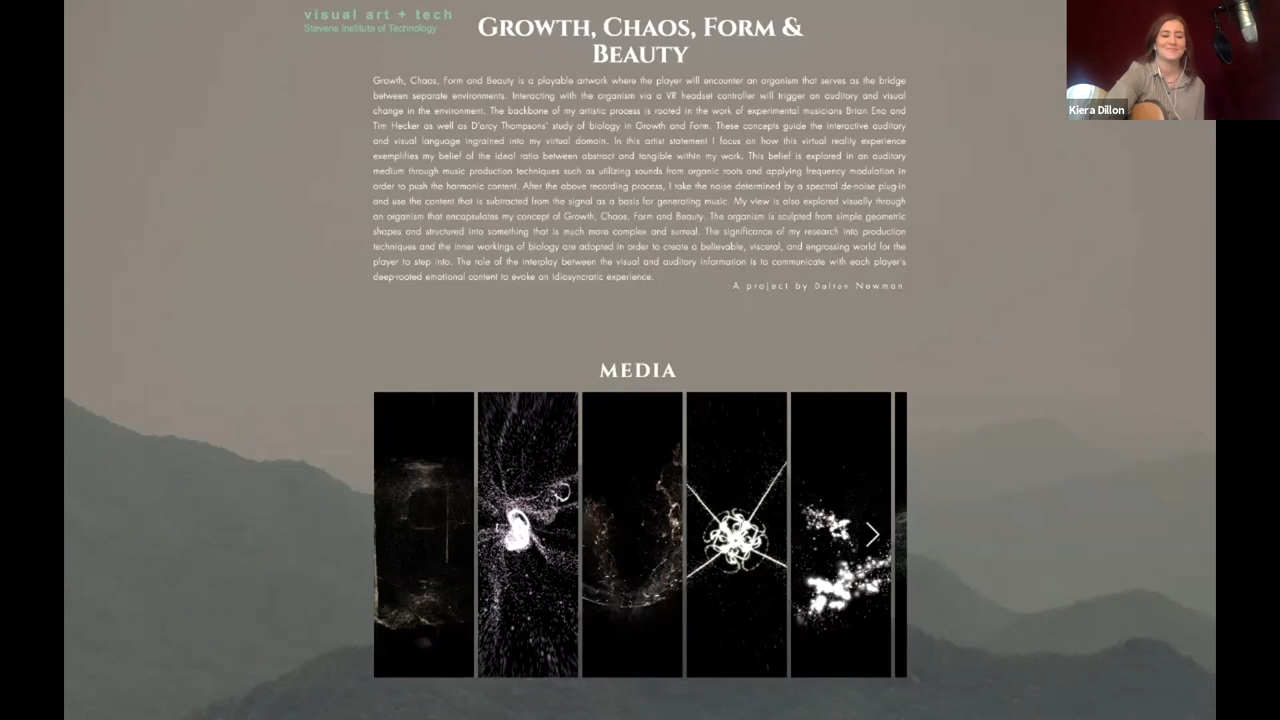 visual art + tech
Stevens Institute of Technology
Growth, Chaos, Form &
Beauty
Growth, Chaos, Form and Beauty is a playable artwork where the player will encounter an organism that serves as the bridge
between separate environments. Interacting with the organism via a VR headset controller will trigger an auditory and visual
change in the environment. The backbone of my artistic process is rooted in the work of experimental musicians Brian Eno and
Tim Hecker as well as D'arcy Thompsons' study of biology in Growth and Form. These concepts guide the interactive auditory
and visual language ingrained into my virtual domain. In this artist statement I focus on how this virtual reality experience
exemplifies my belief of the ideal ratio between abstract and tangible within my work. This belief is explored in an auditory
medium through music production techniques such as utilizing sounds from organic roots and applying frequency modulation in
order to push the harmonic content. After the above recording process, I take the noise determined by a spectral de-noise plug-in
and use the content that is subtracted from the signal as a basis for generating music. My view is also explored visually through
an organism that encapsulates my concept of Growth, Chaos, Form and Beauty. The organism is sculpted from simple geometric
shapes and structured into something that is much more complex and surreal. The significance of my research into production
techniques and the inner workings of biology are adopted in order to create a believable, visceral, and engrossing world for the
player to step into. The role of the interplay between the visual and auditory information is to communicate with each player's
deep-rooted emotional content to evoke an idiosyncratic experience.
A project by Dalton Newman
MEDIA
Kiera Dillon